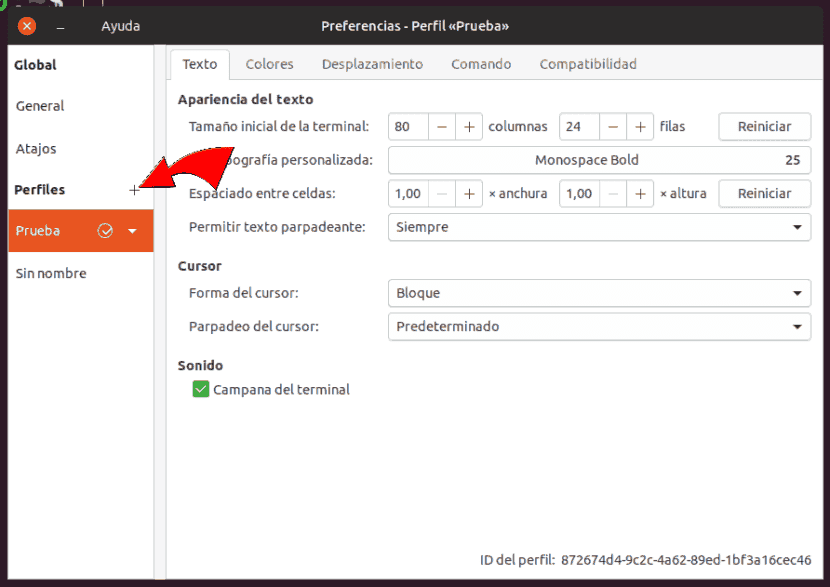 Ayuda
Preferencias - Perfil «Prueba»
Global
General
Atajos
Perfiles +
Prueba
Sin nombre
Texto Colores Desplazamiento Comando Compatibilidad
Apariencia del texto
Tamaño inicial de la terminal: 80 − + columnas 24 − + filas Reiniciar
personalizada: Monospace Bold 25
Espaciado entre celdas: 1,00 − + × anchura 1,00 − + × altura Reiniciar
Permitir texto parpadeante: Siempre
Cursor
Forma del cursor: Bloque
Parpadeo del cursor: Predeterminado
Sonido
Campana del terminal
ID del perfil: 872674d4-9c2c-4a62-89ed-1bf3a16cec46